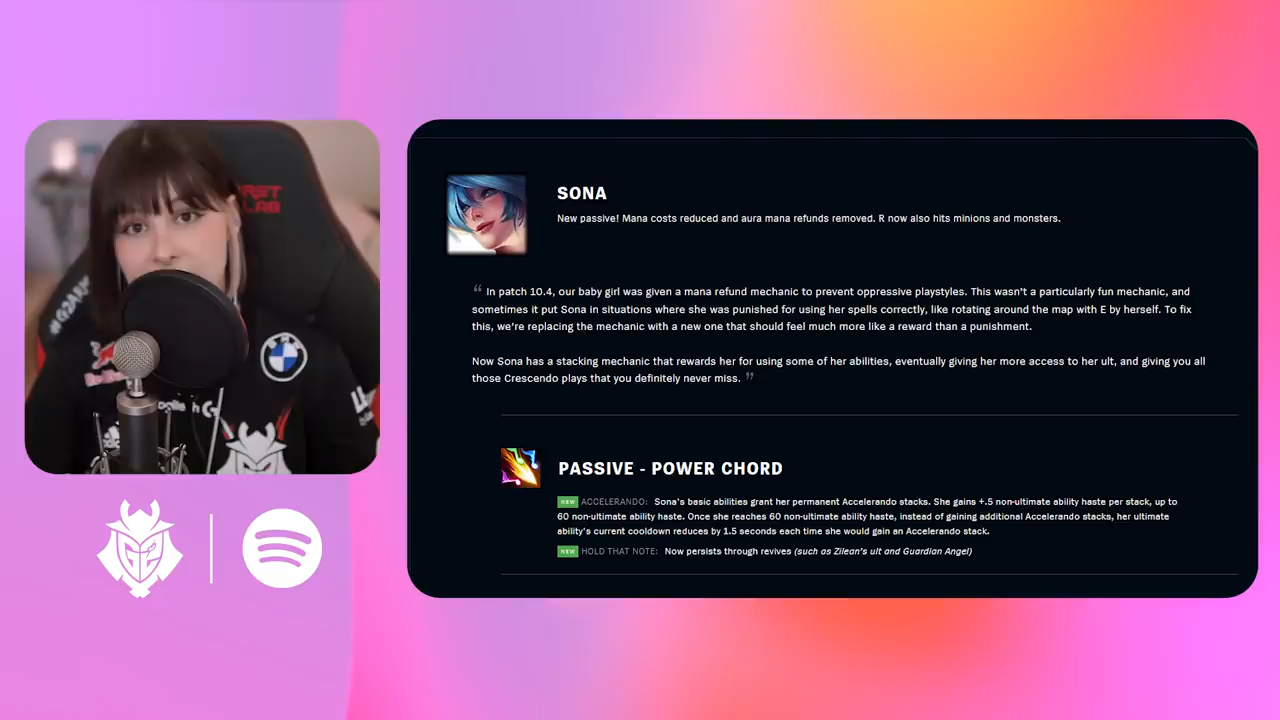 SONA
New passive! Mana costs reduced and aura mana refunds removed. R now also hits minions and monsters.
“ In patch 10.4, our baby girl was given a mana refund mechanic to prevent oppressive playstyles. This wasn't a particularly fun mechanic, and
sometimes it put Sona in situations where she was punished for using her spells correctly, like rotating around the map with E by herself. To fix
this, we're replacing the mechanic with a new one that should feel much more like a reward than a punishment.
Now Sona has a stacking mechanic that rewards her for using some of her abilities, eventually giving her more access to her ult, and giving you all
those Crescendo plays that you definitely never miss. ”
PASSIVE - POWER CHORD
NEW ACCELERANDO: Sona's basic abilities grant her permanent Accelerando stacks. She gains +.5 non-ultimate ability haste per stack, up to
60 non-ultimate ability haste. Once she reaches 60 non-ultimate ability haste, instead of gaining additional Accelerando stacks, her ultimate
ability's current cooldown reduces by 1.5 seconds each time she would gain an Accelerando stack.
NEW HOLD THAT NOTE: Now persists through revives (such as Zilean's ult and Guardian Angel)